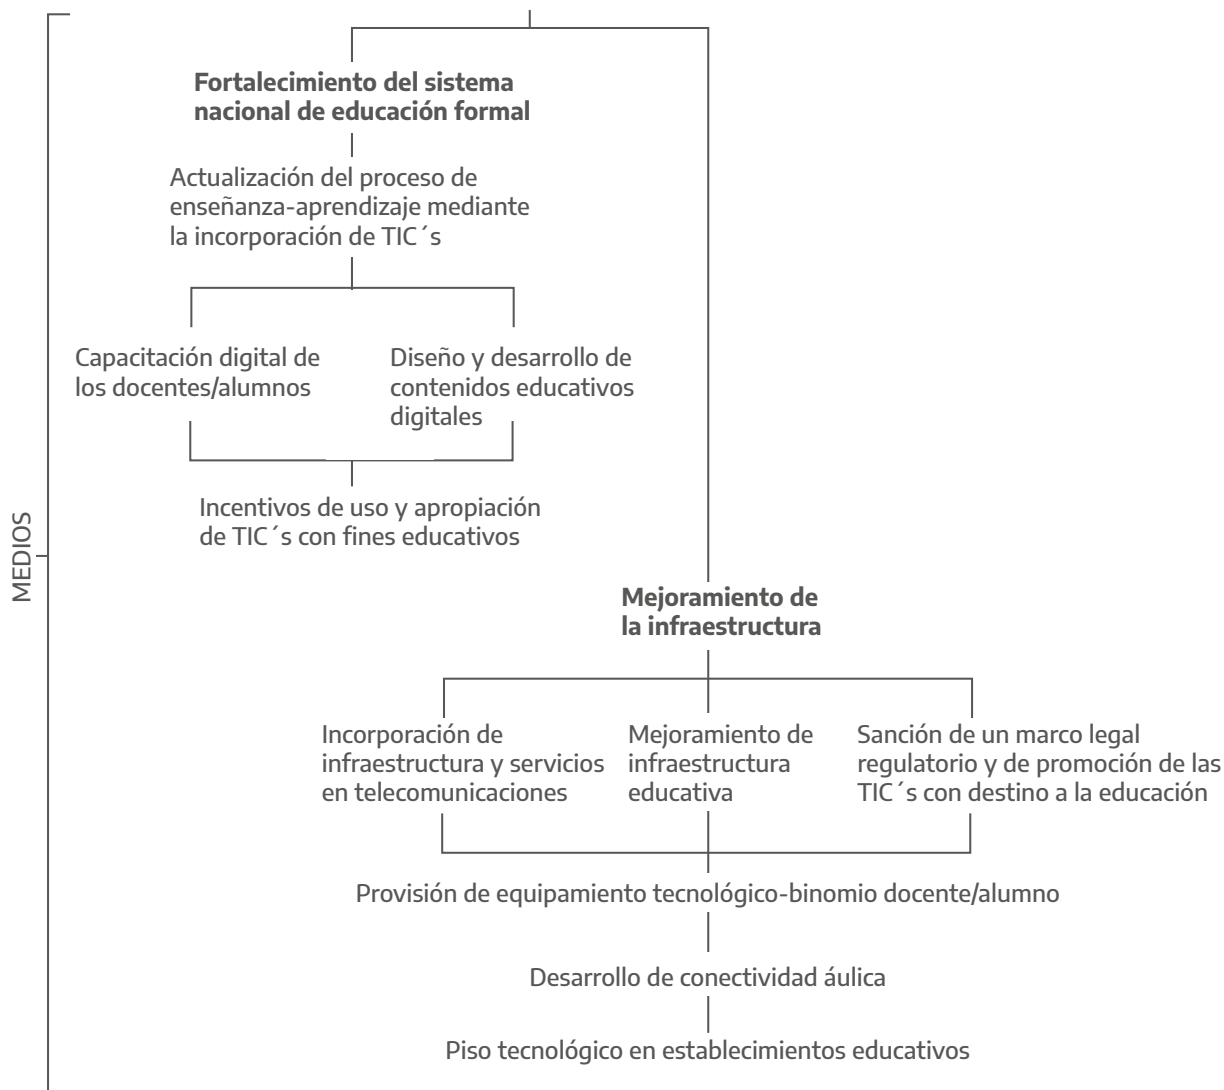 Fortalecimiento del sistema
nacional de educación formal
Actualización del proceso de
enseñanza-aprendizaje mediante
la incorporación de TIC´s
Capacitación digital de
los docentes/alumnos
Diseño y desarrollo de
contenidos educativos
digitales
Incentivos de uso y apropiación
de TIC´s con fines educativos
MEDIOS
Mejoramiento de
la infraestructura
Incorporación de
infraestructura y servicios
en telecomunicaciones
Mejoramiento de
infraestructura
educativa
Sanción de un marco legal
regulatorio y de promoción de las
TIC´s con destino a la educación
Provisión de equipamiento tecnológico-binomio docente/alumno
Desarrollo de conectividad áulica
Piso tecnológico en establecimientos educativos